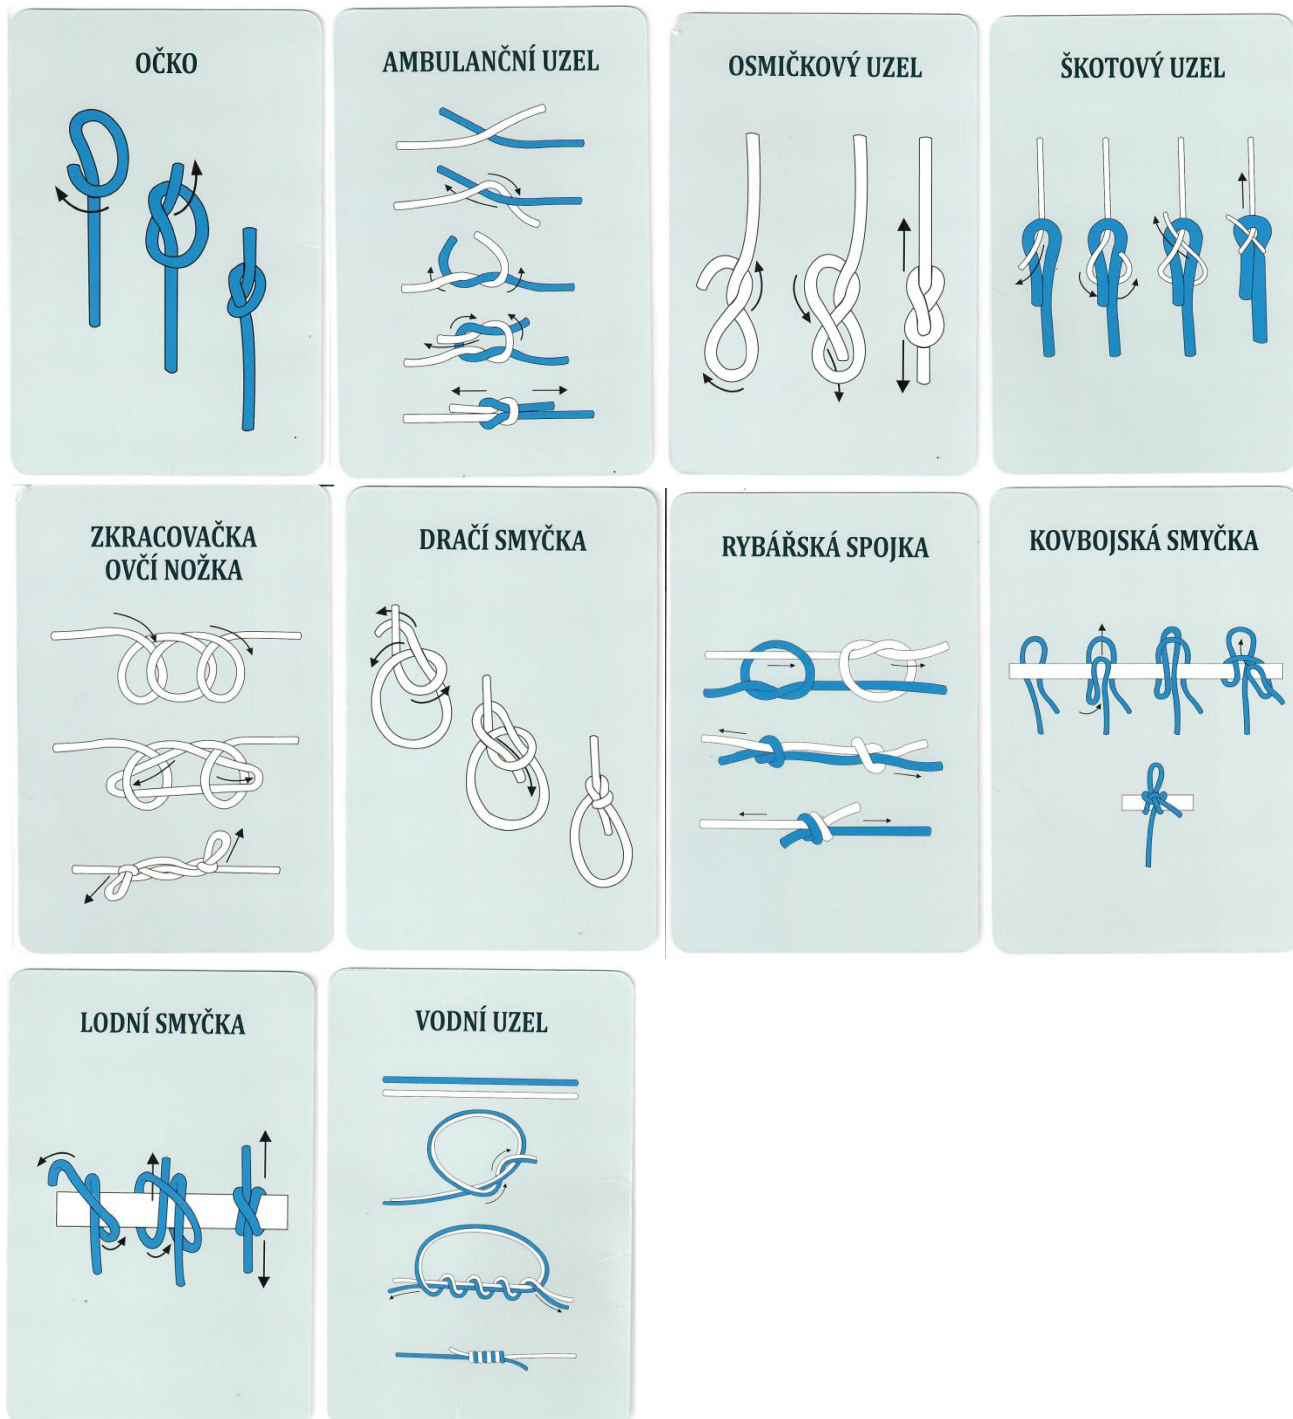 OČKO
AMBULANČNÍ UZEL
OSMIČKOVÝ UZEL
ŠKOTOVÝ UZEL
ZKRACOVAČKA
OVČÍ NOŽKA
DRAČÍ SMYČKA
RYBÁŘSKÁ SPOJKA
KOVBOJSKÁ SMYČKA
LODNÍ SMYČKA
VODNÍ UZEL